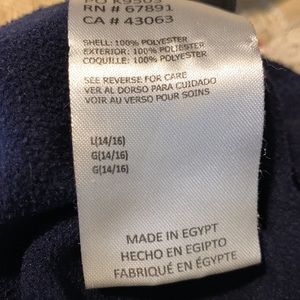 PO K9505
RN # 67891
CA # 43063
SHELL: 100% POLYESTER
EXTERIOR: 100% POLYESTER
COQUILLE: 100% POLYESTER
SEE REVERSE FOR CARE
VER AL DORSO PARA CUIDADO
VOIR AU VERSO POUR SOINS
L(14/16)
G(14/16)
G(14/16)
MADE IN EGYPT
HECHO EN EGIPTO
FABRIQUÉ EN ÉGYPTE